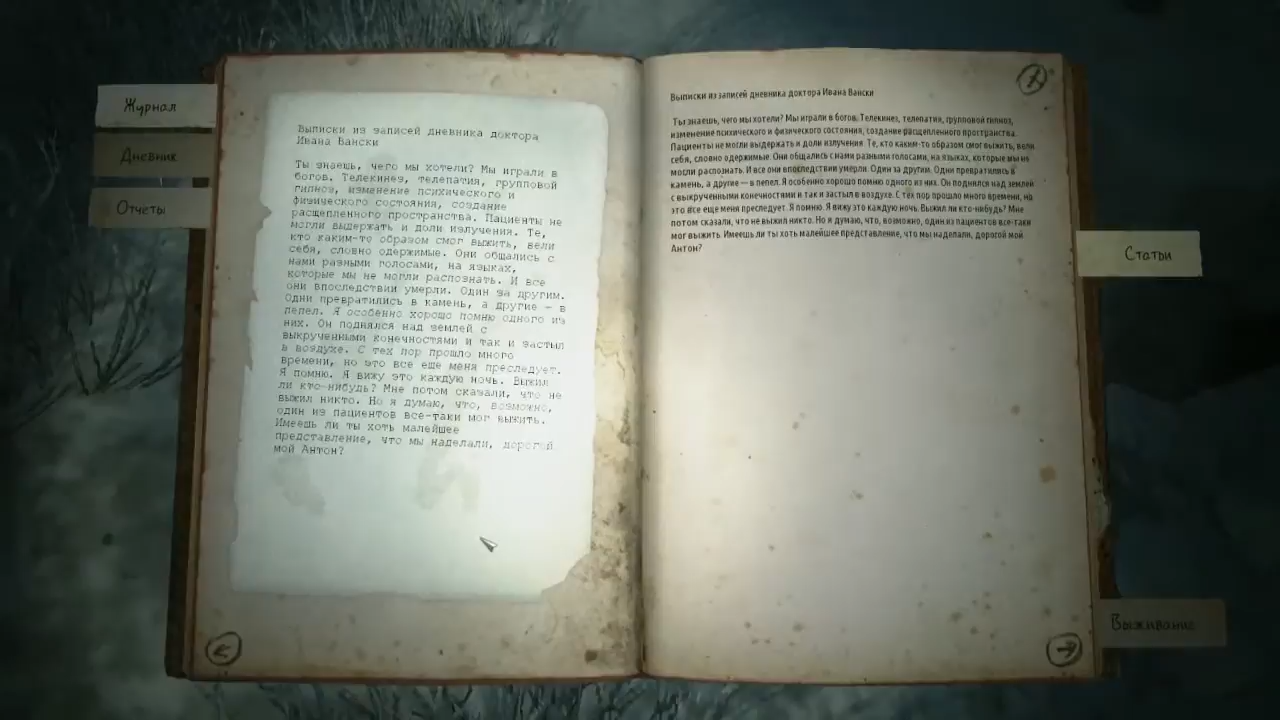 Журнал
Дневник
Отчеты
Выписки из записей дневника доктора
Ивана Вански
Ты знаешь, чего мы хотели? Мы играли в
богов. Телекинез, телепатия, групповой
гипноз, изменение психического и
физического состояния, создание
расщепленного пространства. Пациенты не
могли выдержать и доли излучения. Те,
кто каким-то образом смог выжить, вели
себя, словно одержимые. Они общались с
нами разными голосами, на языках,
которые мы не могли распознать. И все
они впоследствии умерли. Один за другим.
Одни превратились в камень, а другие — в
пепел. Я особенно хорошо помню одного из
них. Он поднялся над землей с
выкрученными конечностями и так и застыл
в воздухе. С тех пор прошло много
времени, но это все еще меня преследует.
Я помню. Я вижу это каждую ночь. Выжил
ли кто-нибудь? Мне потом сказали, что не
выжил никто. Но я думаю, что, возможно,
один из пациентов все-таки мог выжить.
Имеешь ли ты хоть малейшее
представление, что мы наделали, дорогой
мой Антон?
Выписки из записей дневника доктора Ивана Вански
Ты знаешь, чего мы хотели? Мы играли в богов. Телекинез, телепатия, групповой гипноз,
изменение психического и физического состояния, создание расщепленного пространства.
Пациенты не могли выдержать и доли излучения. Те, кто каким-то образом смог выжить, вели
себя, словно одержимые. Они общались с нами разными голосами, на языках, которые мы не
могли распознать. И все они впоследствии умерли. Один за другим. Одни превратились в
камень, а другие — в пепел. Я особенно хорошо помню одного из них. Он поднялся над землей
с выкрученными конечностями и так и застыл в воздухе. С тех пор прошло много времени, но
это все еще меня преследует. Я помню. Я вижу это каждую ночь. Выжил ли кто-нибудь? Мне
потом сказали, что не выжил никто. Но я думаю, что, возможно, один из пациентов все-таки
мог выжить. Имеешь ли ты хоть малейшее представление, что мы наделали, дорогой мой
Антон?
Статьи
Выживание